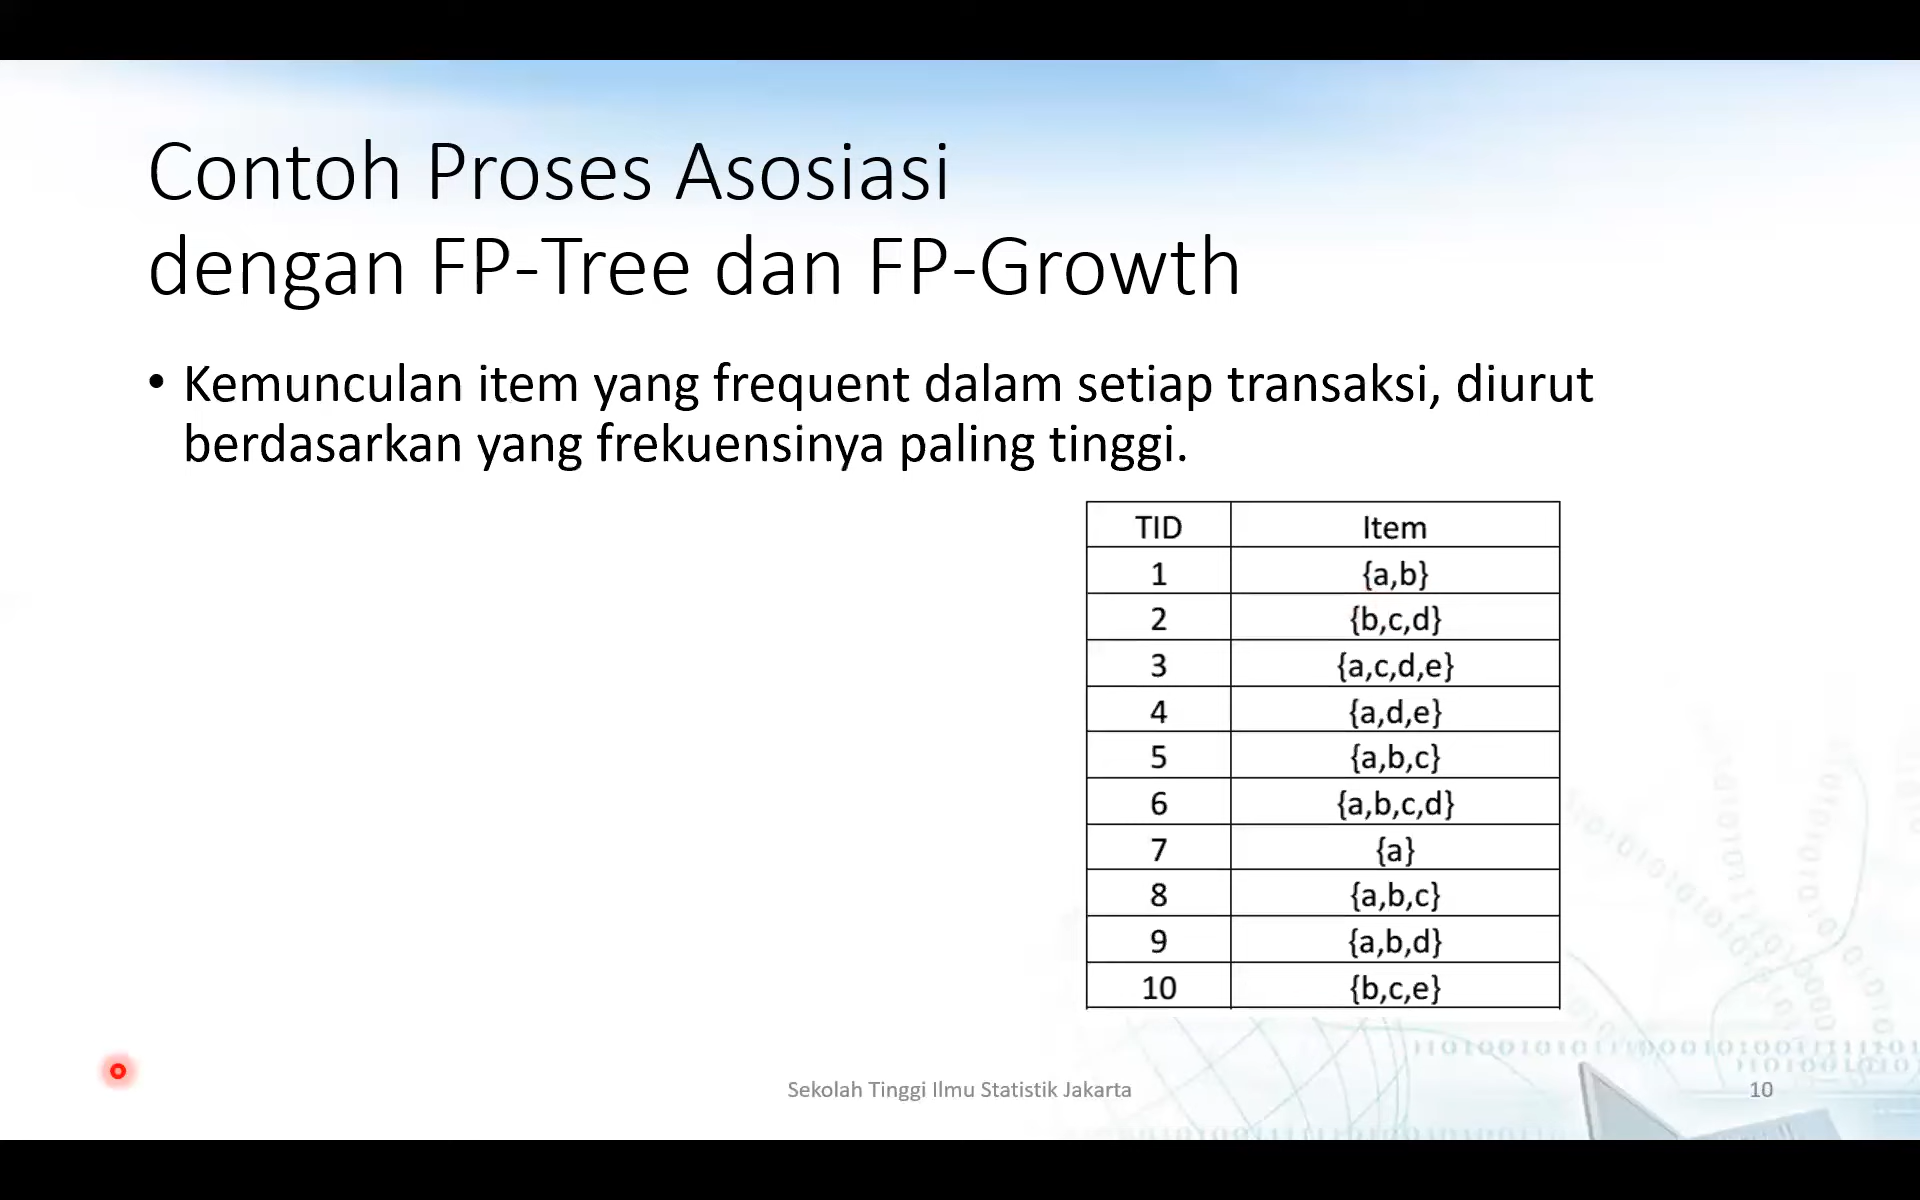 Contoh Proses Asosiasi
dengan FP-Tree dan FP-Growth
• Kemunculan item yang frequent dalam setiap transaksi, diurut
berdasarkan yang frekuensinya paling tinggi.
TID Item
1 {a,b}
2 {b,c,d}
3 {a,c,d,e}
4 {a,d,e}
5 {a,b,c}
6 {a,b,c,d}
7 {a}
8 {a,b,c}
9 {a,b,d}
10 {b,c,e}
Sekolah Tinggi Ilmu Statistik Jakarta
10